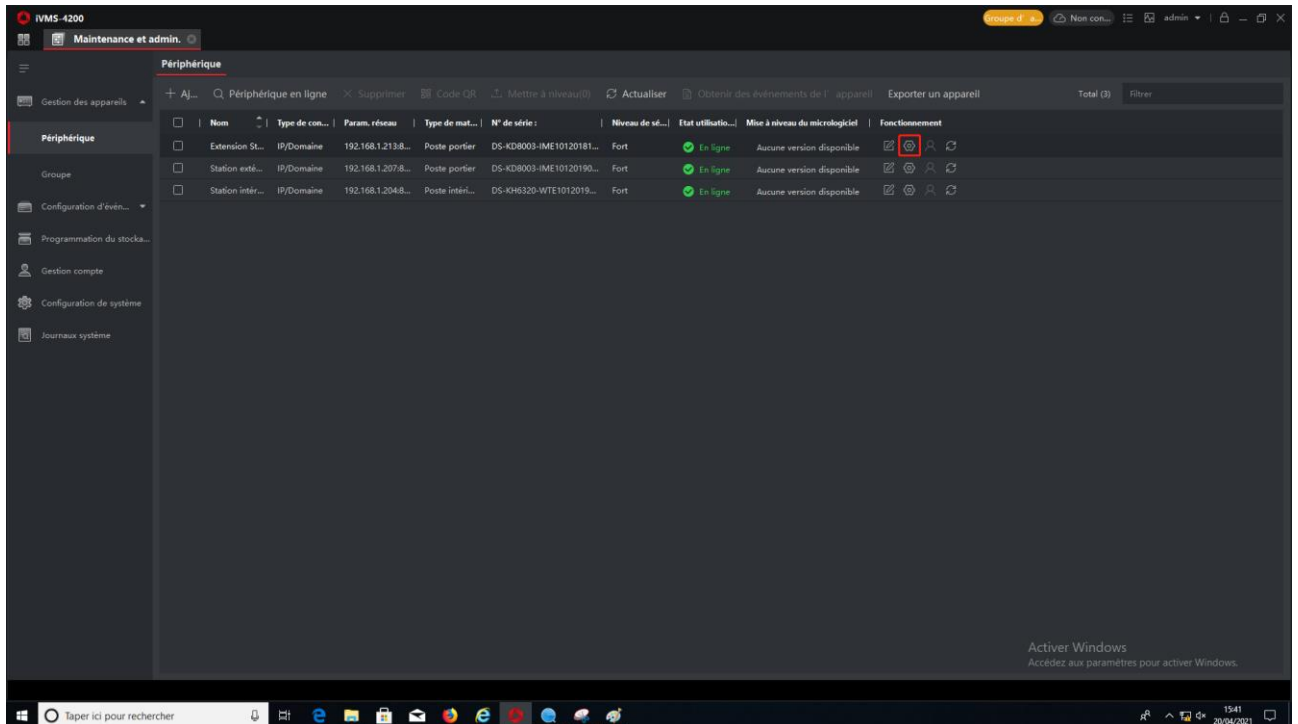 iVMS-4200
Groupe d' a...
Non con...
admin
Maintenance et admin.
Périphérique
Aj...
Périphérique en ligne
Supprimer
Code QR
Mettre à niveau(0)
Actualiser
Obtenir des événements de l' appareil
Exporter un appareil
Total (3)
Filtrer
Gestion des appareils
Périphérique
Groupe
Configuration d'évén...
Programmation du stocka...
Gestion compte
Configuration de système
Journaux système
Nom | Type de con... | Param. réseau | Type de mat... | N° de série : | Niveau de sé... | Etat utilisatio... | Mise à niveau du micrologiciel | Fonctionnement
Extension St... IP/Domaine 192.168.1.213:8... Poste portier DS-KD8003-IME10120181... Fort En ligne Aucune version disponible
Station exté... IP/Domaine 192.168.1.207:8... Poste portier DS-KD8003-IME10120190... Fort En ligne Aucune version disponible
Station intér... IP/Domaine 192.168.1.204:8... Poste intéri... DS-KH6320-WTE1012019... Fort En ligne Aucune version disponible
Activer Windows
Accédez aux paramètres pour activer Windows.
Taper ici pour rechercher
15:41
20/04/2021